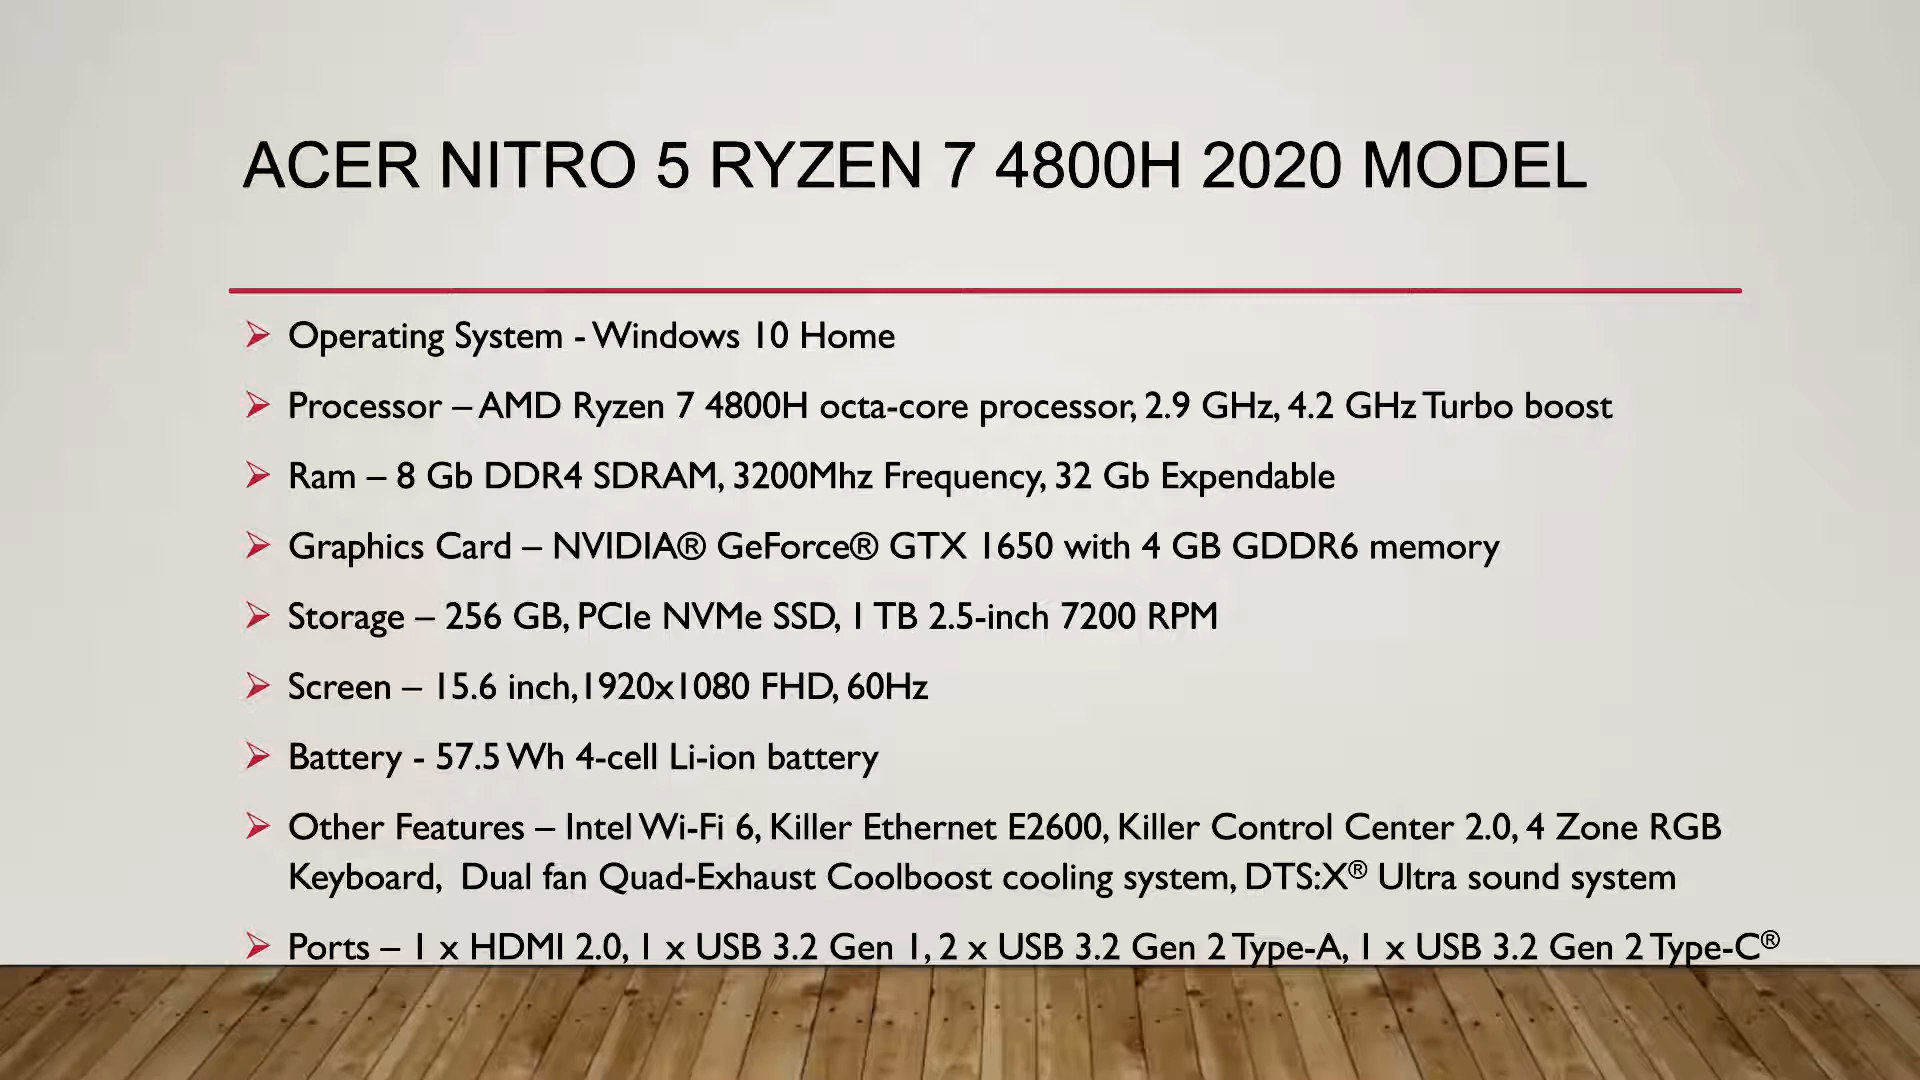 ACER NITRO 5 RYZEN 7 4800H 2020 MODEL
Operating System - Windows 10 Home
Processor – AMD Ryzen 7 4800H octa-core processor, 2.9 GHz, 4.2 GHz Turbo boost
Ram – 8 Gb DDR4 SDRAM, 3200Mhz Frequency, 32 Gb Expendable
Graphics Card – NVIDIA® GeForce® GTX 1650 with 4 GB GDDR6 memory
Storage – 256 GB, PCIe NVMe SSD, 1 TB 2.5-inch 7200 RPM
Screen – 15.6 inch,1920x1080 FHD, 60Hz
Battery - 57.5 Wh 4-cell Li-ion battery
Other Features – Intel Wi-Fi 6, Killer Ethernet E2600, Killer Control Center 2.0, 4 Zone RGB
Keyboard,  Dual fan Quad-Exhaust Coolboost cooling system, DTS:X® Ultra sound system
Ports – 1 x HDMI 2.0, 1 x USB 3.2 Gen 1, 2 x USB 3.2 Gen 2 Type-A, 1 x USB 3.2 Gen 2 Type-C®